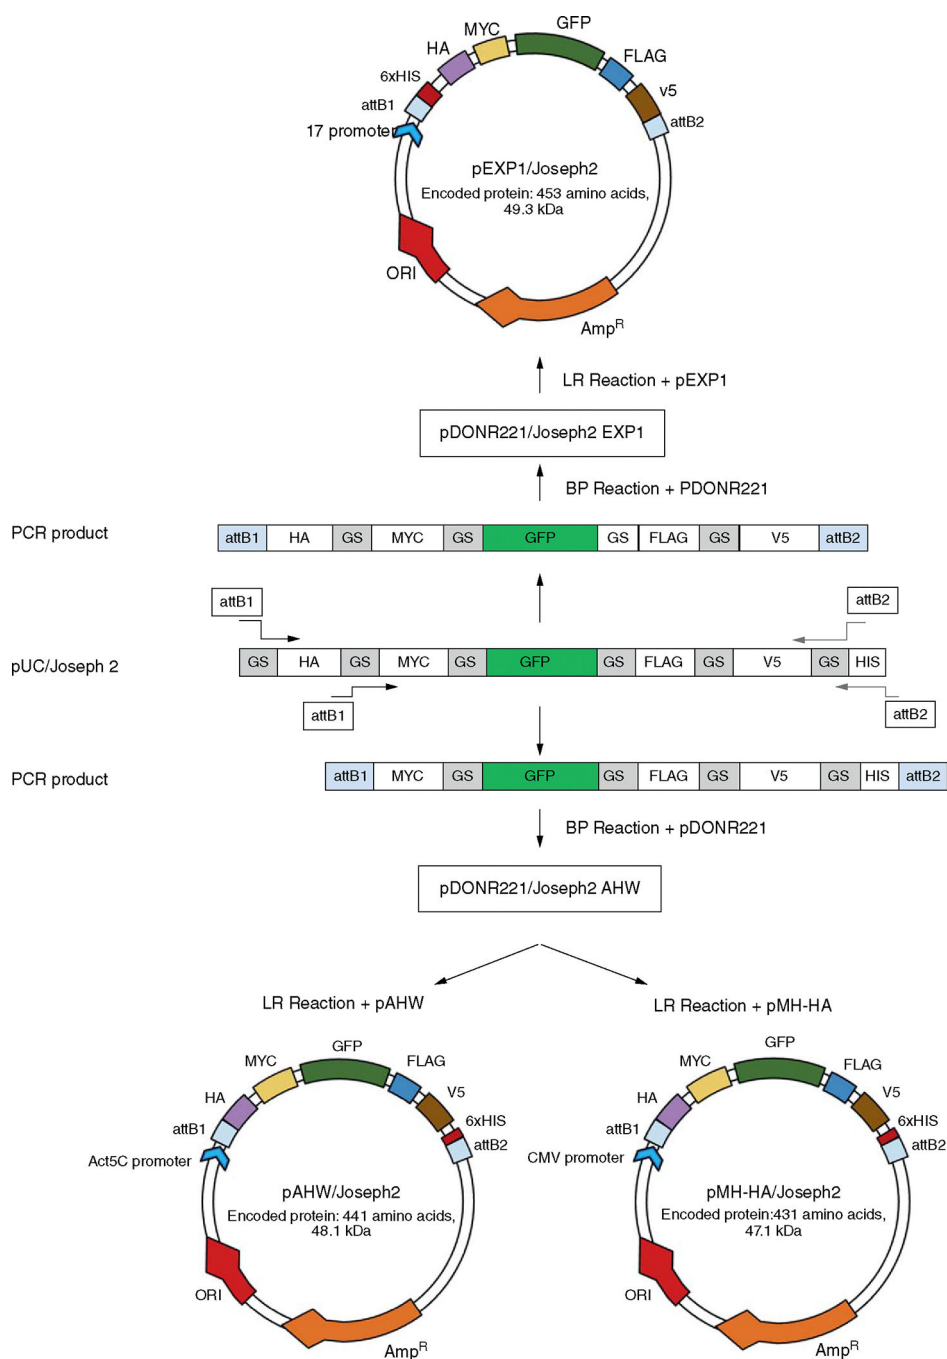 GFP
MYC
HA
FLAG
6xHIS
V5
attB1
attB2
17 promoter
pEXP1/Joseph2
Encoded protein: 453 amino acids,
49.3 kDa
ORI
Amp^R
LR Reaction + pEXP1
pDONR221/Joseph2 EXP1
BP Reaction + PDONR221
PCR product
attB1 HA GS MYC GS GFP GS FLAG GS V5 attB2
attB1
attB2
pUC/Joseph 2
GS HA GS MYC GS GFP GS FLAG GS V5 GS HIS
attB1
attB2
PCR product
attB1 MYC GS GFP GS FLAG GS V5 GS HIS attB2
BP Reaction + pDONR221
pDONR221/Joseph2 AHW
LR Reaction + pAHW
LR Reaction + pMH-HA
GFP
MYC
FLAG
HA
V5
attB1
6xHIS
attB2
Act5C promoter
pAHW/Joseph2
Encoded protein: 441 amino acids,
48.1 kDa
ORI
Amp^R
GFP
MYC
FLAG
HA
V5
attB1
6xHIS
attB2
CMV promoter
pMH-HA/Joseph2
Encoded protein:431 amino acids,
47.1 kDa
ORI
Amp^R